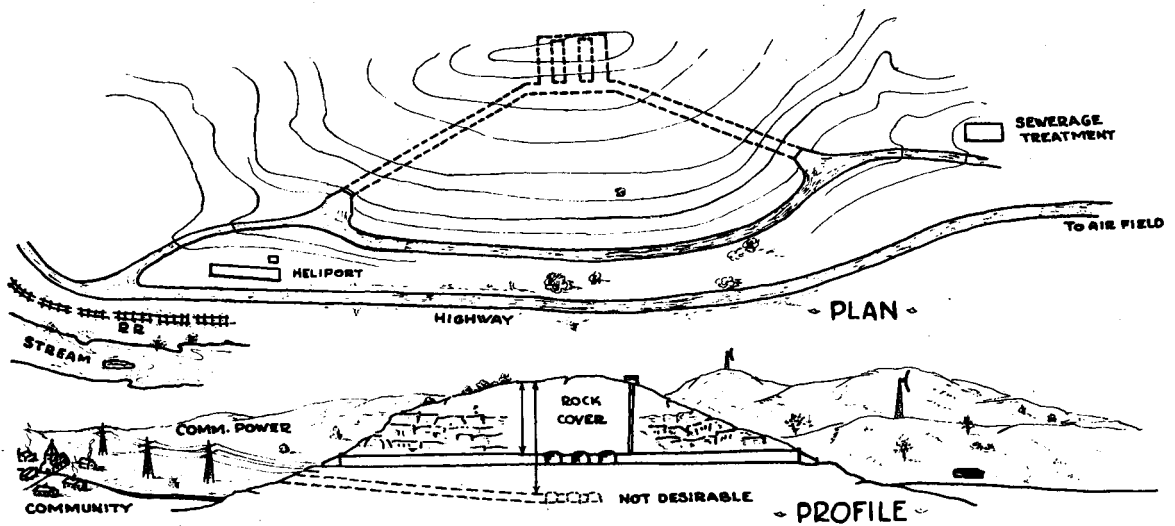 SEWERAGE
TREATMENT
TO AIR FIELD
HELIPORT
PLAN
HIGHWAY
RR
STREAM
ROCK
COVER
COMM. POWER
NOT DESIRABLE
COMMUNITY
PROFILE